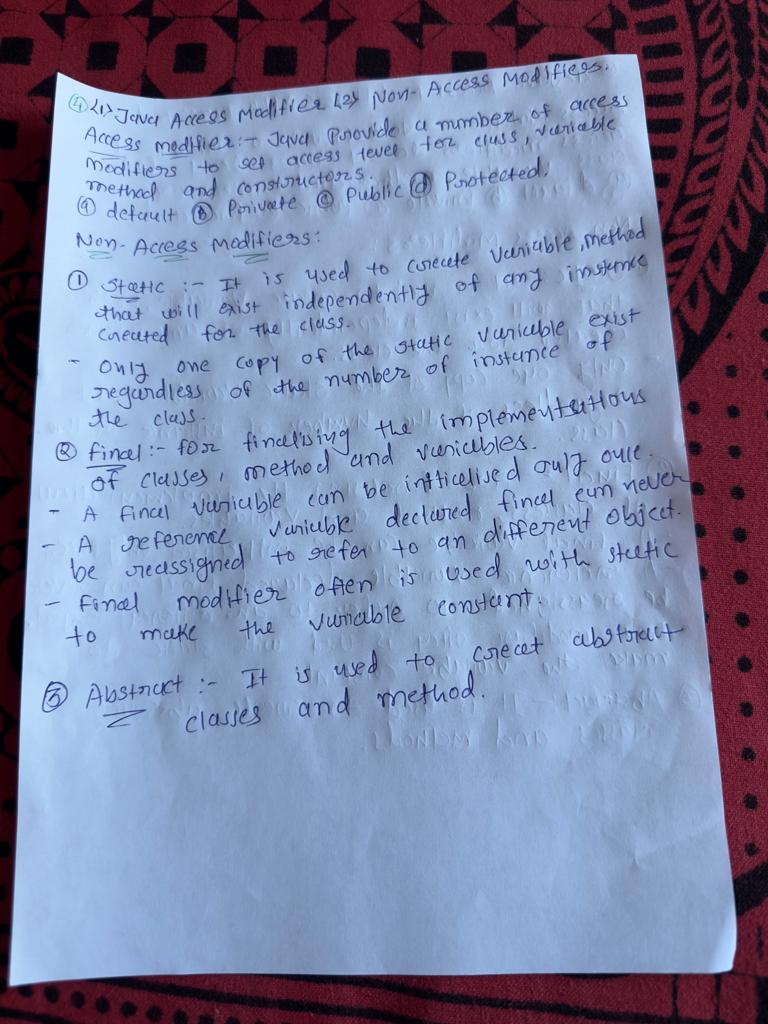 ④ <1> Java Access Modifier <2> Non-Access Modifiers.
Access modifier:- Java Provide a number of access
modifiers to set access level for class, variable
method and constructors.
ⓐ default ⓑ Private ⓒ Public ⓓ Protected.
Non-Access Modifiers:
① Static :- It is used to create variable, method
that will exist independently of any instance
created for the class.
- Only one copy of the static variable exist
regardless of the number of instance of
the class.
② final :- for finalising the implementations
of classes, method and variables.
- A final variable can be initialised only once.
- A reference variable declared final can never
be reassigned to refer to an different object.
- final modifier often is used with static
to make the variable constant.
③ Abstract :- It is used to creat abstract
classes and method.